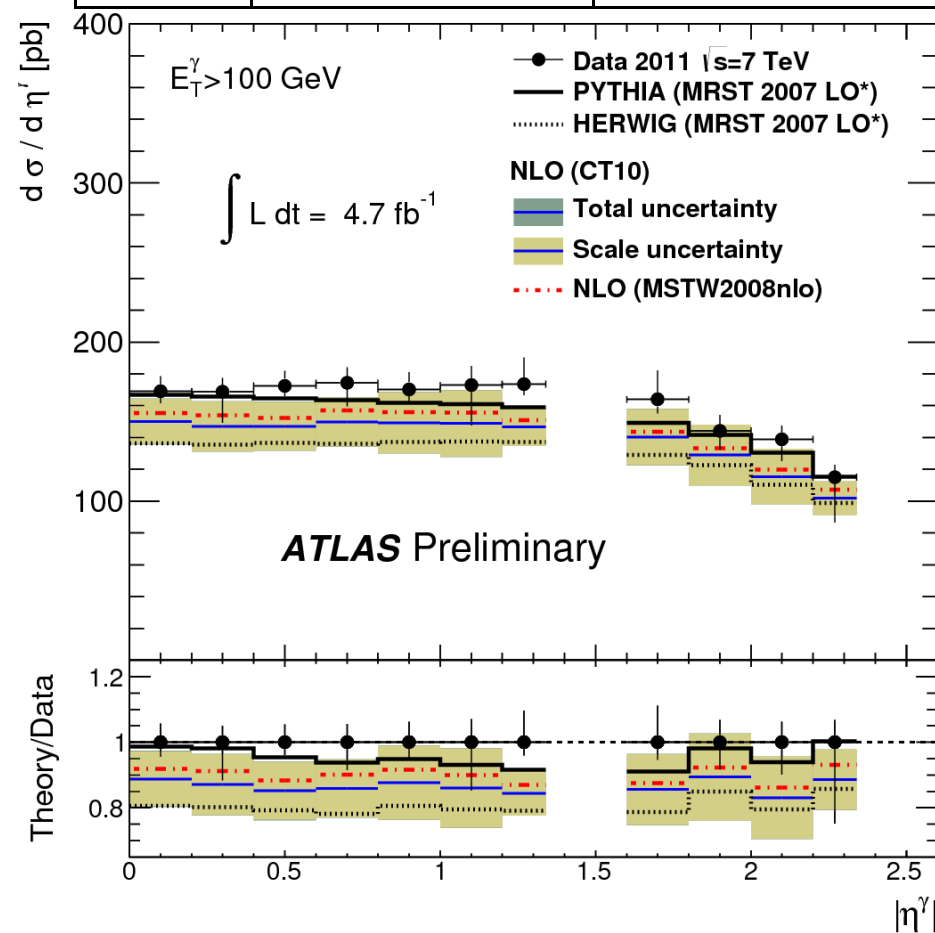 400
300
200
100
d σ / d η^γ [pb]
E_T^γ>100 GeV
∫ L dt = 4.7 fb^-1
Data 2011 √s=7 TeV
PYTHIA (MRST 2007 LO*)
HERWIG (MRST 2007 LO*)
NLO (CT10)
Total uncertainty
Scale uncertainty
NLO (MSTW2008nlo)
ATLAS Preliminary
Theory/Data
1.2
1
0.8
0 0.5 1 1.5 2 2.5
|η^γ|